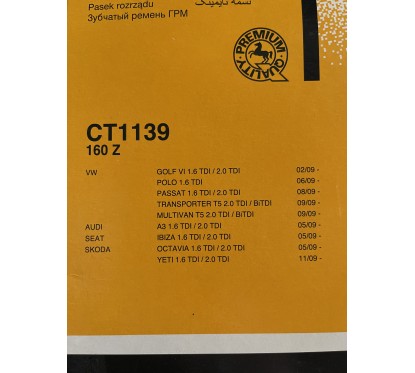 Pasek rozrządu
تسمه تایمینگ
Зубчатый ремень ГРМ
PREMIUM QUALITY
CT1139
160 Z
VW GOLF VI 1.6 TDI / 2.0 TDI 02/09 -
POLO 1.6 TDI 06/09 -
PASSAT 1.6 TDI / 2.0 TDI 08/09 -
TRANSPORTER T5 2.0 TDI / BiTDI 09/09 -
MULTIVAN T5 2.0 TDI / BiTDI 09/09 -
AUDI A3 1.6 TDI / 2.0 TDI 05/09 -
SEAT IBIZA 1.6 TDI / 2.0 TDI 05/09 -
SKODA OCTAVIA 1.6 TDI / 2.0 TDI 05/09 -
YETI 1.6 TDI / 2.0 TDI 11/09 -